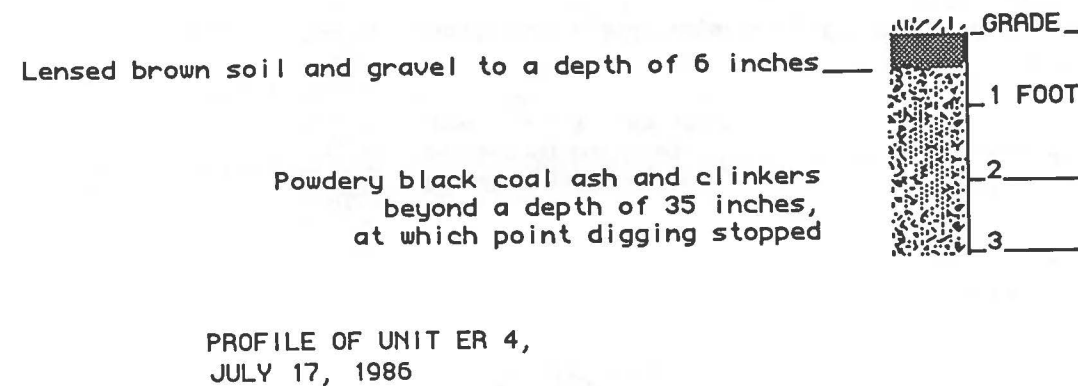 GRADE
Lensed brown soil and gravel to a depth of 6 inches
1 FOOT
Powdery black coal ash and clinkers
beyond a depth of 35 inches,
at which point digging stopped
2
3
PROFILE OF UNIT ER 4,
JULY 17, 1986